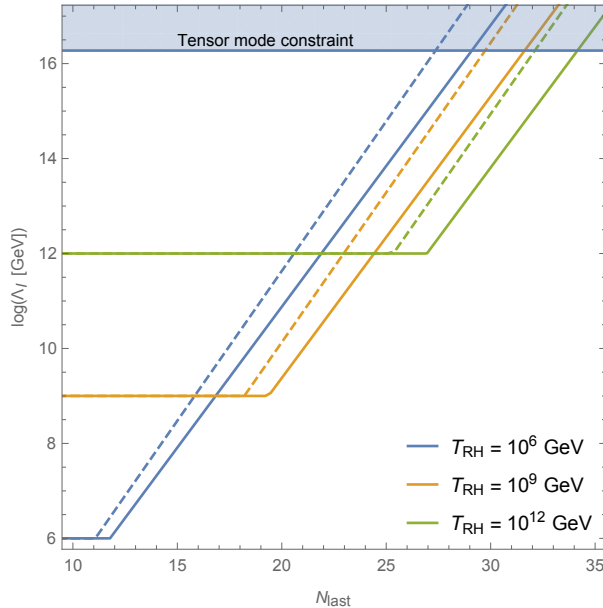 Tensor mode constraint
16
14
12
10
8
6
log(Λ_I [GeV])
T_RH = 10^6 GeV
T_RH = 10^9 GeV
T_RH = 10^12 GeV
10 15 20 25 30 35
N_last